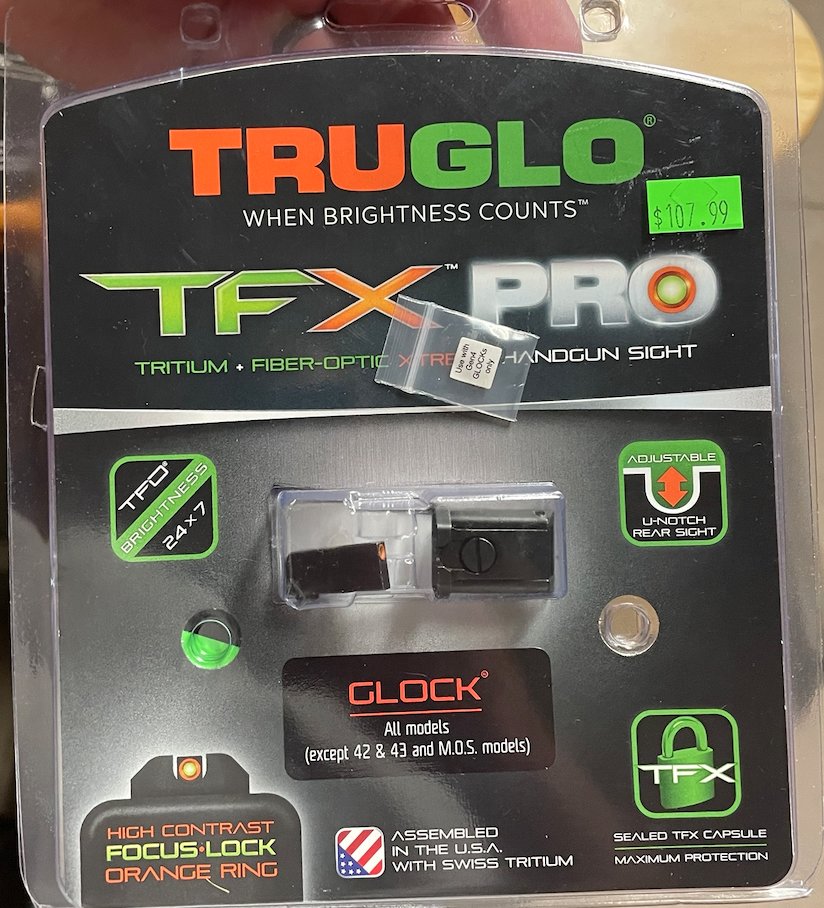 TRUGLO®
WHEN BRIGHTNESS COUNTS™
$107.99
TFX™ PRO
TRITIUM + FIBER-OPTIC XTRE HANDGUN SIGHT
Use with
Gen4
GLOCKs
only
TFO®
BRIGHTNESS
24x7
ADJUSTABLE
U-NOTCH
REAR SIGHT
GLOCK®
All models
(except 42 & 43 and M.O.S. models)
HIGH CONTRAST
FOCUS•LOCK
ORANGE RING
ASSEMBLED
IN THE U.S.A.
WITH SWISS TRITIUM
TFX
SEALED TFX CAPSULE
MAXIMUM PROTECTION